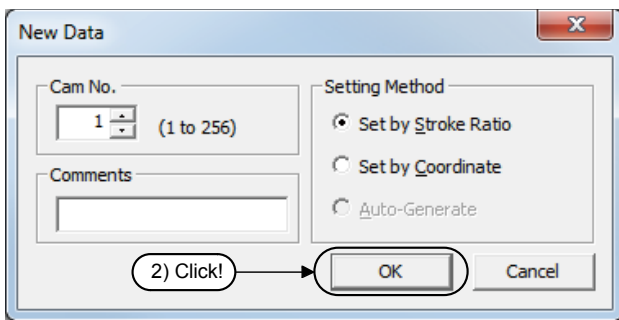 New Data
Cam No.
1 (1 to 256)
Comments
Setting Method
Set by Stroke Ratio
Set by Coordinate
Auto-Generate
2) Click!
OK Cancel